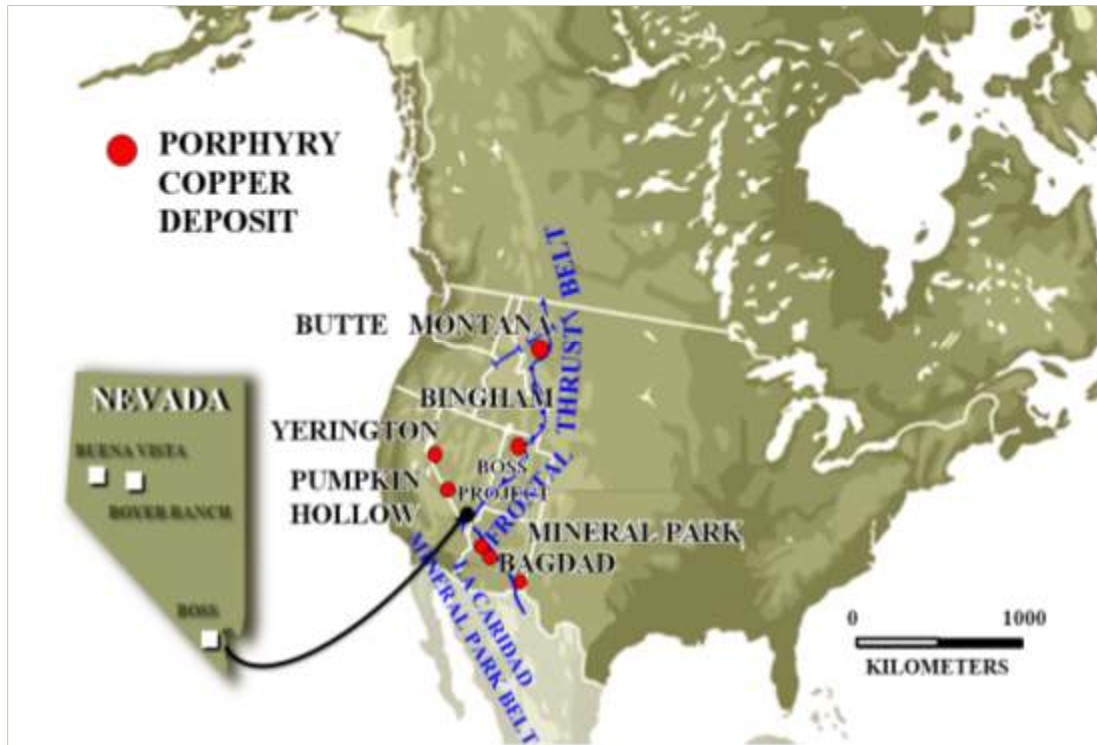 PORPHYRY
COPPER
DEPOSIT
FRONTAL THRUST BELT
BUTTE MONTANA
BINGHAM
YERINGTON
BOSS
PROJECT
PUMPKIN
HOLLOW
MINERAL PARK
BAGDAD
LA CARIDAD
MINERAL PARK BELT
NEVADA
BUENA VISTA
BOYER RANCH
BOSS
0 1000
KILOMETERS